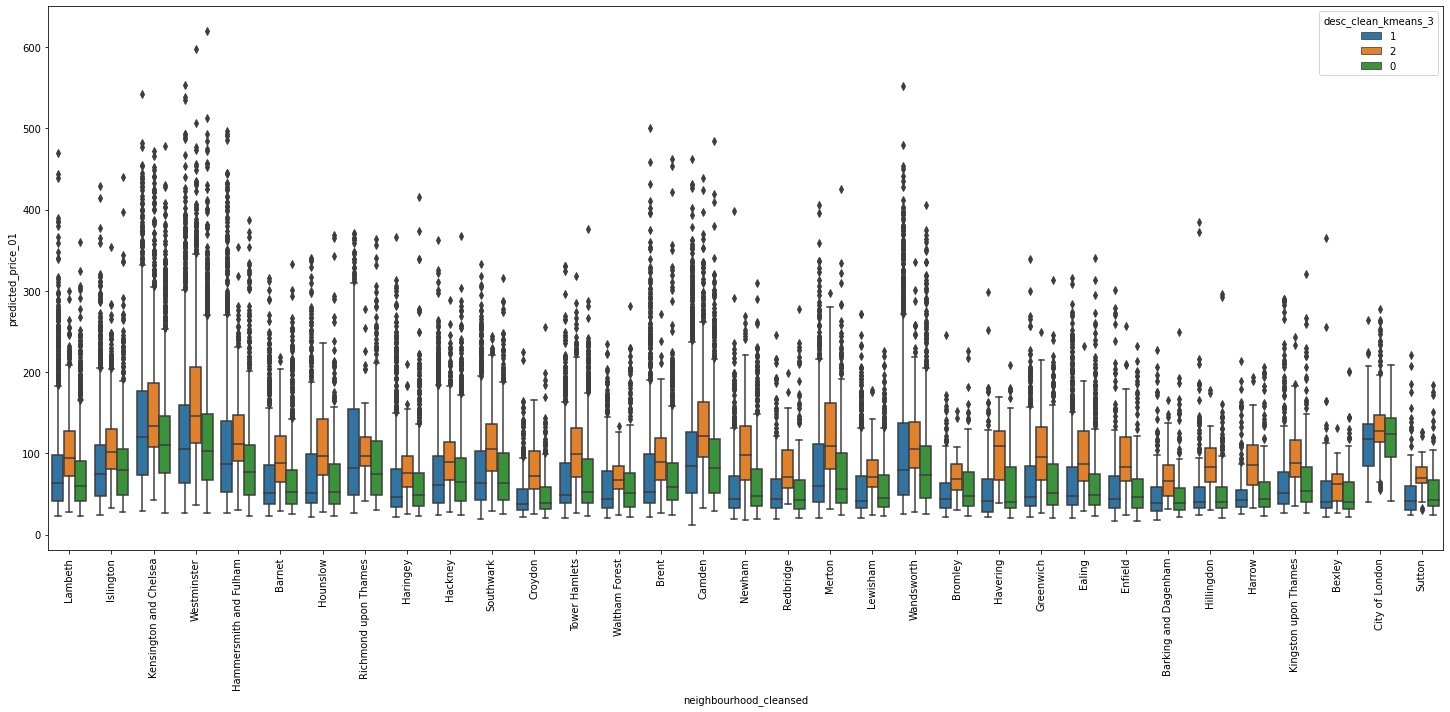 desc_clean_kmeans_3
1
2
0
predicted_price_01
600
500
400
300
200
100
0
Lambeth
Islington
Kensington and Chelsea
Westminster
Hammersmith and Fulham
Barnet
Hounslow
Richmond upon Thames
Haringey
Hackney
Southwark
Croydon
Tower Hamlets
Waltham Forest
Brent
Camden
Newham
Redbridge
Merton
Lewisham
Wandsworth
Bromley
Havering
Greenwich
Ealing
Enfield
Barking and Dagenham
Hillingdon
Harrow
Kingston upon Thames
Bexley
City of London
Sutton
neighbourhood_cleansed